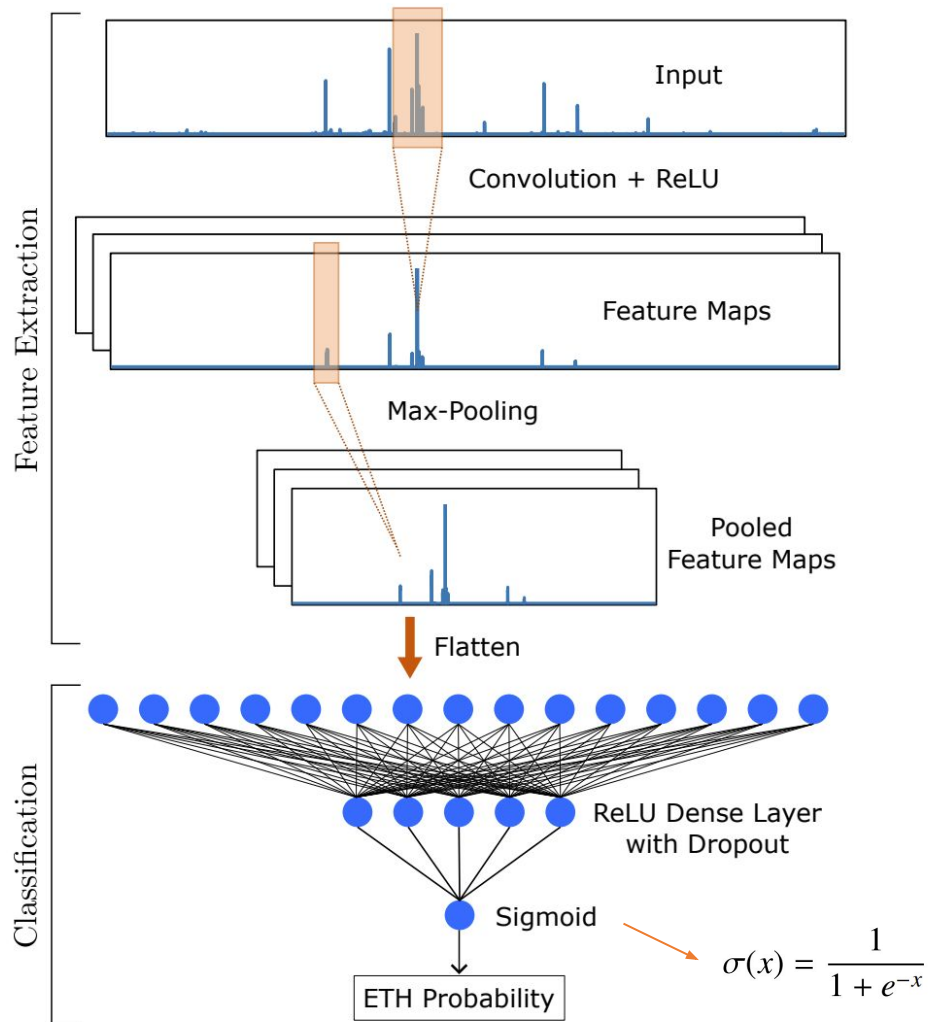 Feature Extraction
Input
Convolution + ReLU
Feature Maps
Max-Pooling
Pooled
Feature Maps
Flatten
Classification
ReLU Dense Layer
with Dropout
Sigmoid
σ(x) = 1 / (1 + e^{-x})
ETH Probability